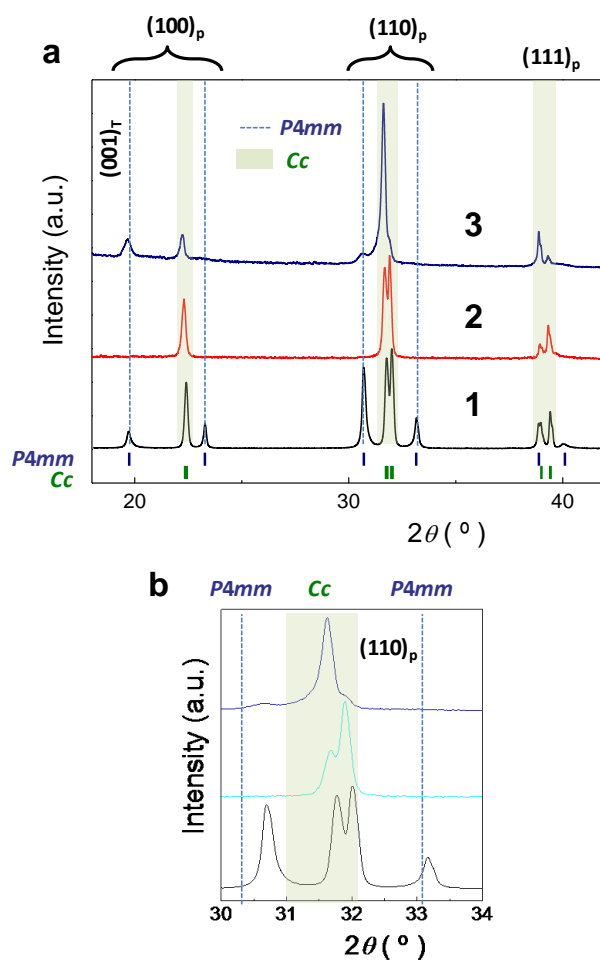 a
(100)ₚ
(110)ₚ
(111)ₚ
(001)T
P4mm
Cc
3
2
1
Intensity (a.u.)
P4mm
Cc
20
30
40
2θ ( º )
b
P4mm
Cc
P4mm
(110)ₚ
Intensity (a.u.)
30
31
32
33
34
2θ ( º )